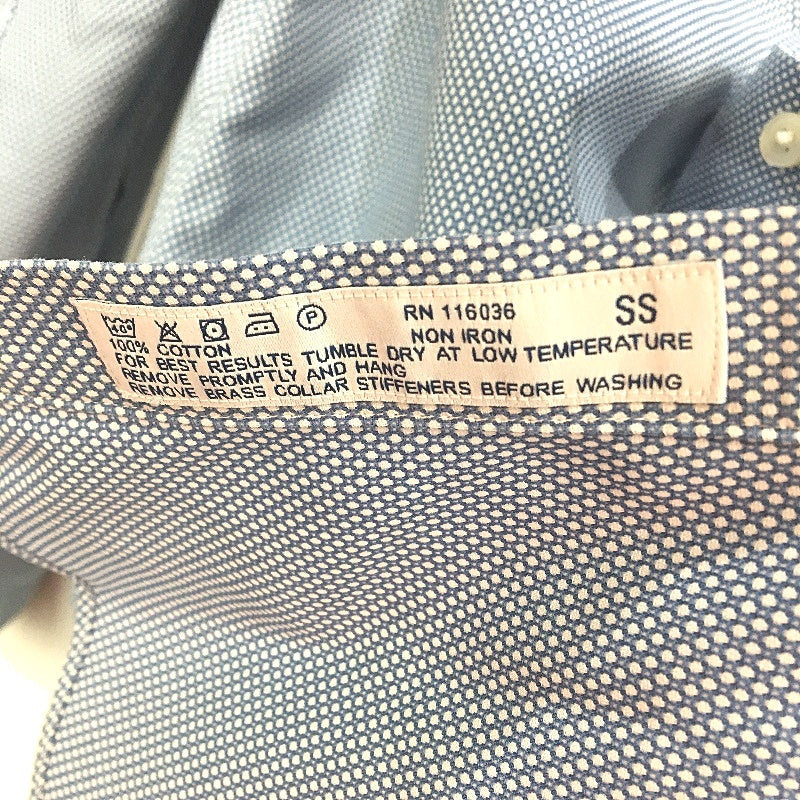 40° P RN 116036 SS
100% COTTON NON IRON
FOR BEST RESULTS TUMBLE DRY AT LOW TEMPERATURE
REMOVE PROMPTLY AND HANG
REMOVE BRASS COLLAR STIFFENERS BEFORE WASHING